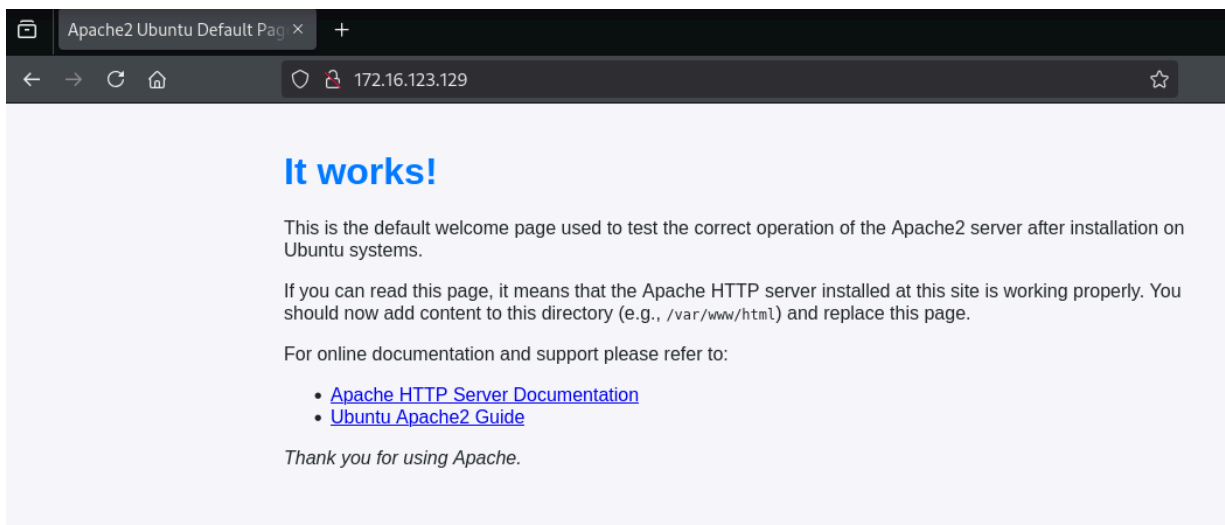 Apache2 Ubuntu Default Pag
172.16.123.129
It works!
This is the default welcome page used to test the correct operation of the Apache2 server after installation on
Ubuntu systems.
If you can read this page, it means that the Apache HTTP server installed at this site is working properly. You
should now add content to this directory (e.g., /var/www/html) and replace this page.
For online documentation and support please refer to:
• Apache HTTP Server Documentation
• Ubuntu Apache2 Guide
Thank you for using Apache.